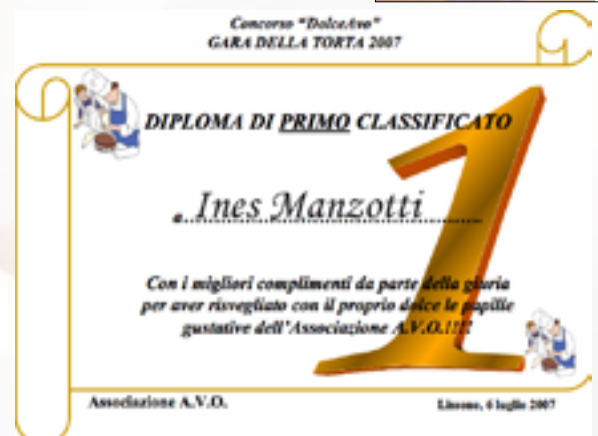 Concorso "DolceAvo"
GARA DELLA TORTA 2007
DIPLOMA DI PRIMO CLASSIFICATO
a Ines Manzotti
1
Con i migliori complimenti da parte della giuria
per aver risvegliato con il proprio dolce le papille
gustative dell'Associazione A.V.O.!!!!
Associazione A.V.O.
Lissone, 6 luglio 2007